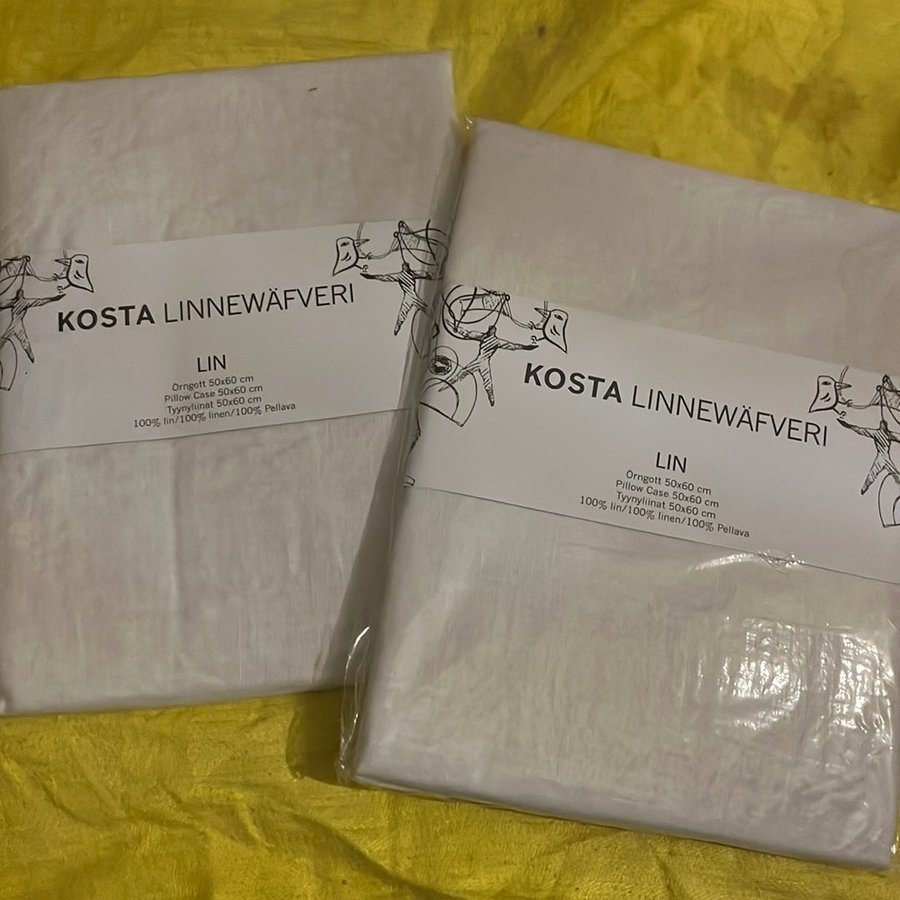 KOSTA LINNEWÄFVERI
LIN
Örngott 50x60 cm
Pillow Case 50x60 cm
Tyynyliinat 50x60 cm
100% lin/100% linen/100% Pellava
KOSTA LINNEWÄFVERI
LIN
Örngott 50x60 cm
Pillow Case 50x60 cm
Tyynyliinat 50x60 cm
100% lin/100% linen/100% Pellava